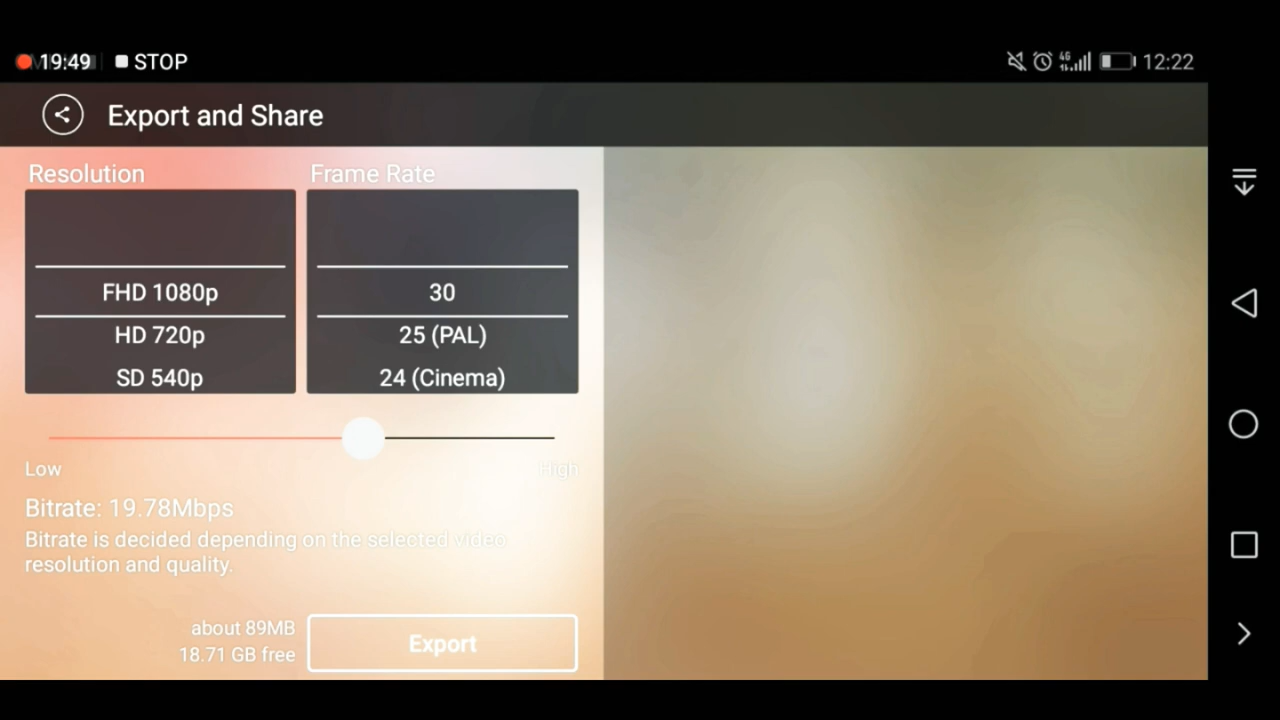 19:49 STOP
4G 12:22
Export and Share
Resolution Frame Rate
FHD 1080p 30
HD 720p 25 (PAL)
SD 540p 24 (Cinema)
Low High
Bitrate: 19.78Mbps
Bitrate is decided depending on the selected video
resolution and quality.
about 89MB
18.71 GB free
Export